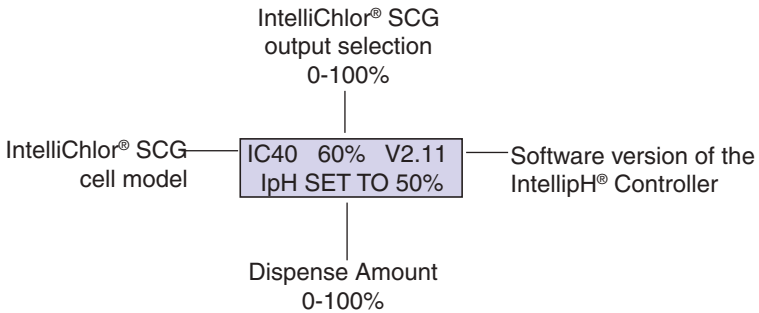 IntelliChlor® SCG
output selection
0-100%
IntelliChlor® SCG
cell model
IC40 60% V2.11
IpH SET TO 50%
Software version of the
IntellipH® Controller
Dispense Amount
0-100%